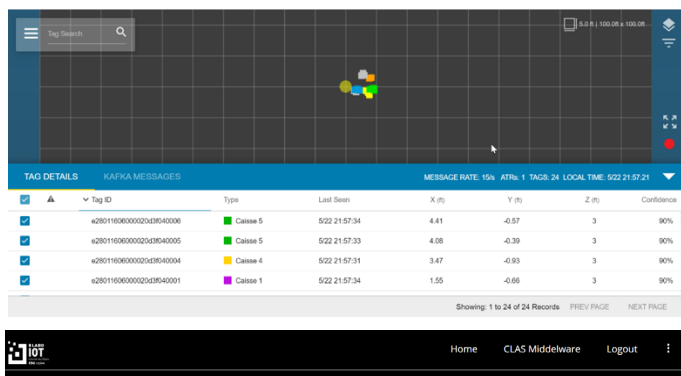 Tag Search
5.0 ft | 100.0ft x 100.0ft
TAG DETAILS KAFKA MESSAGES MESSAGE RATE: 15/s ATRs: 1 TAGS: 24 LOCAL TIME: 5/22 21:57:21
Tag ID Type Last Seen X (ft) Y (ft) Z (ft) Confidence
e28011606000020d3f040006 Caisse 5 5/22 21:57:34 4.41 -0.57 3 90%
e28011606000020d3f040005 Caisse 5 5/22 21:57:33 4.08 -0.39 3 90%
e28011606000020d3f040004 Caisse 4 5/22 21:57:31 3.47 -0.93 3 90%
e28011606000020d3f040001 Caisse 1 5/22 21:57:34 1.55 -0.66 3 90%
Showing: 1 to 24 of 24 Records PREV PAGE NEXT PAGE
IOT Home CLAS Middelware Logout